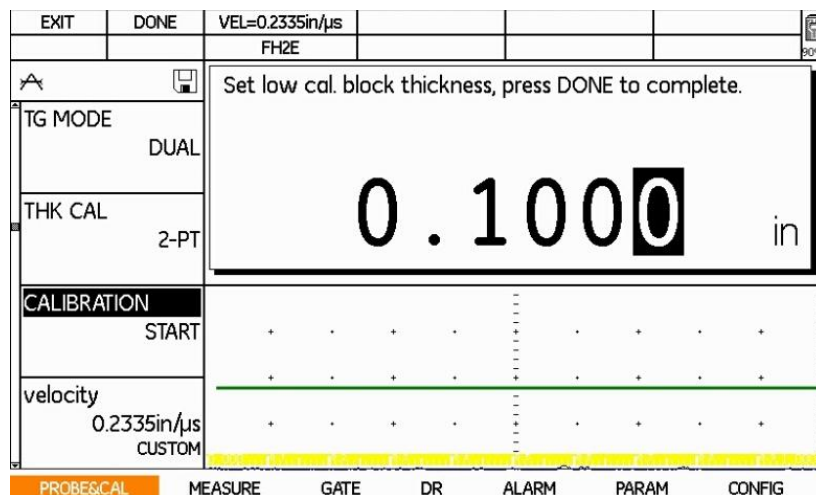 EXIT DONE VEL=0.2335in/µs
FH2E
90%
Set low cal. block thickness, press DONE to complete.
TG MODE
DUAL
0.1000 in
THK CAL
2-PT
CALIBRATION
START
velocity
0.2335in/µs
CUSTOM
PROBE&CAL MEASURE GATE DR ALARM PARAM CONFIG